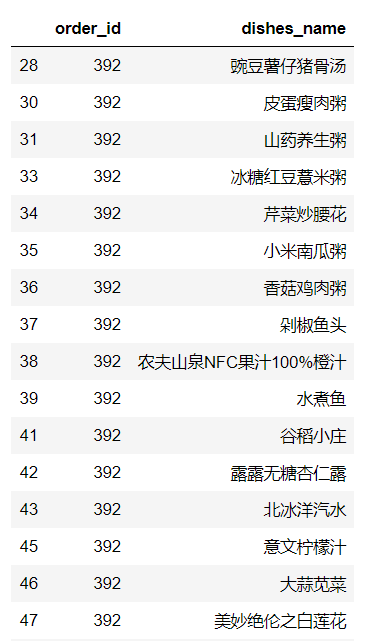 order_id dishes_name
28 392 豌豆薯仔猪骨汤
30 392 皮蛋瘦肉粥
31 392 山药养生粥
33 392 冰糖红豆薏米粥
34 392 芹菜炒腰花
35 392 小米南瓜粥
36 392 香菇鸡肉粥
37 392 剁椒鱼头
38 392 农夫山泉NFC果汁100%橙汁
39 392 水煮鱼
41 392 谷稻小庄
42 392 露露无糖杏仁露
43 392 北冰洋汽水
45 392 意文柠檬汁
46 392 大蒜苋菜
47 392 美妙绝伦之白莲花